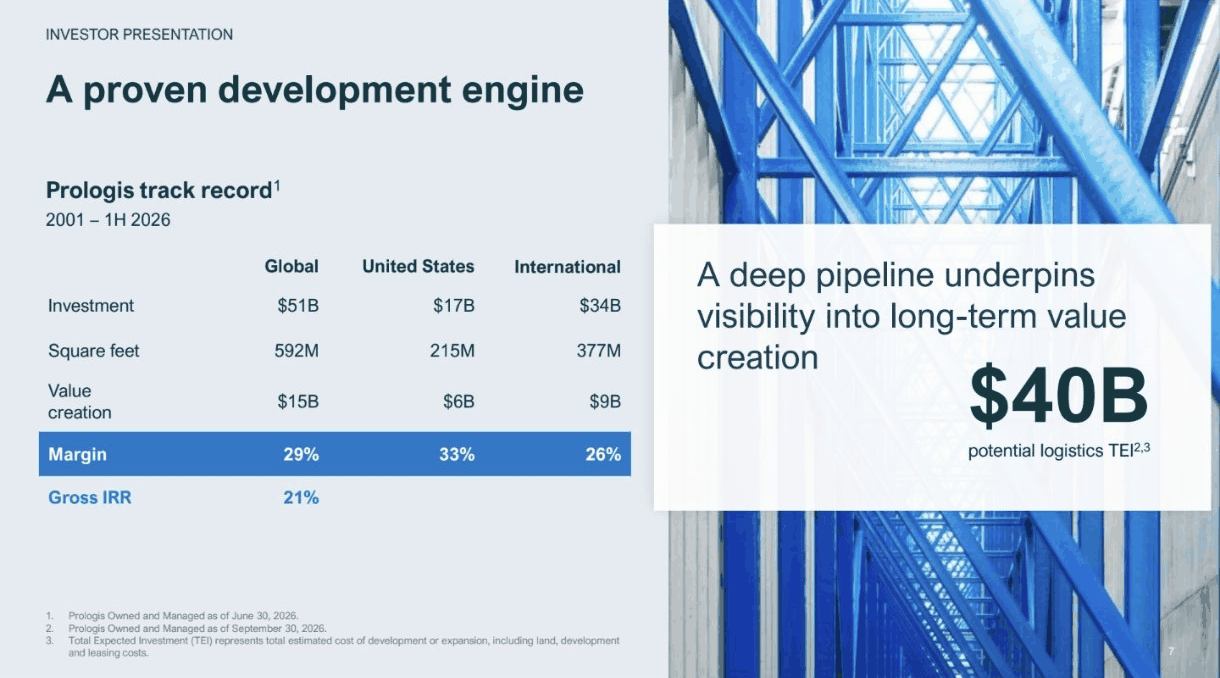 INVESTOR PRESENTATION
A proven development engine
Prologis track record¹
2001 – 1H 2026
Global United States International
Investment $51B $17B $34B
Square feet 592M 215M 377M
Value
creation $15B $6B $9B
Margin 29% 33% 26%
Gross IRR 21%
A deep pipeline underpins
visibility into long-term value
creation
$40B
potential logistics TEI²,³
1. Prologis Owned and Managed as of June 30, 2026.
2. Prologis Owned and Managed as of September 30, 2026.
3. Total Expected Investment (TEI) represents total estimated cost of development or expansion, including land, development
and leasing costs.
7